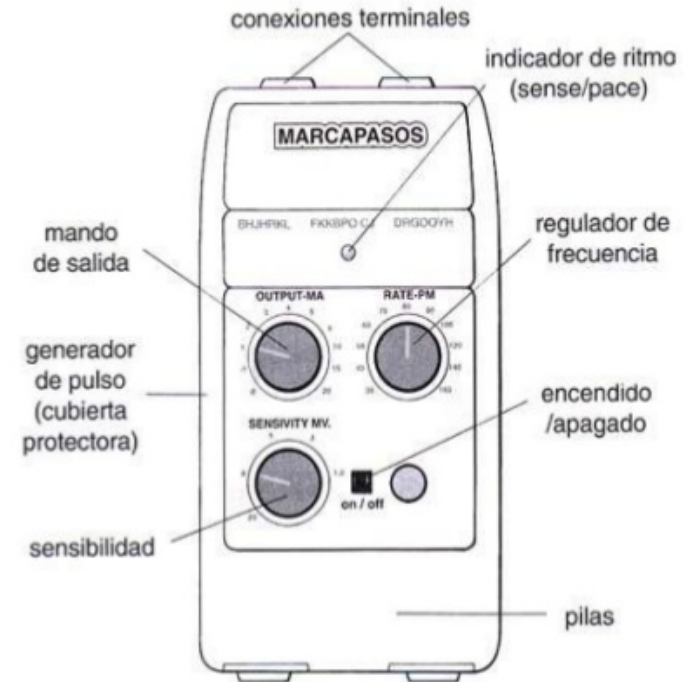 conexiones terminales
indicador de ritmo
(sense/pace)
MARCAPASOS
mando
de salida
regulador de
frecuencia
OUTPUT-MA
RATE-PM
generador
de pulso
(cubierta
protectora)
encendido
/apagado
SENSIVITY MV.
on / off
sensibilidad
pilas